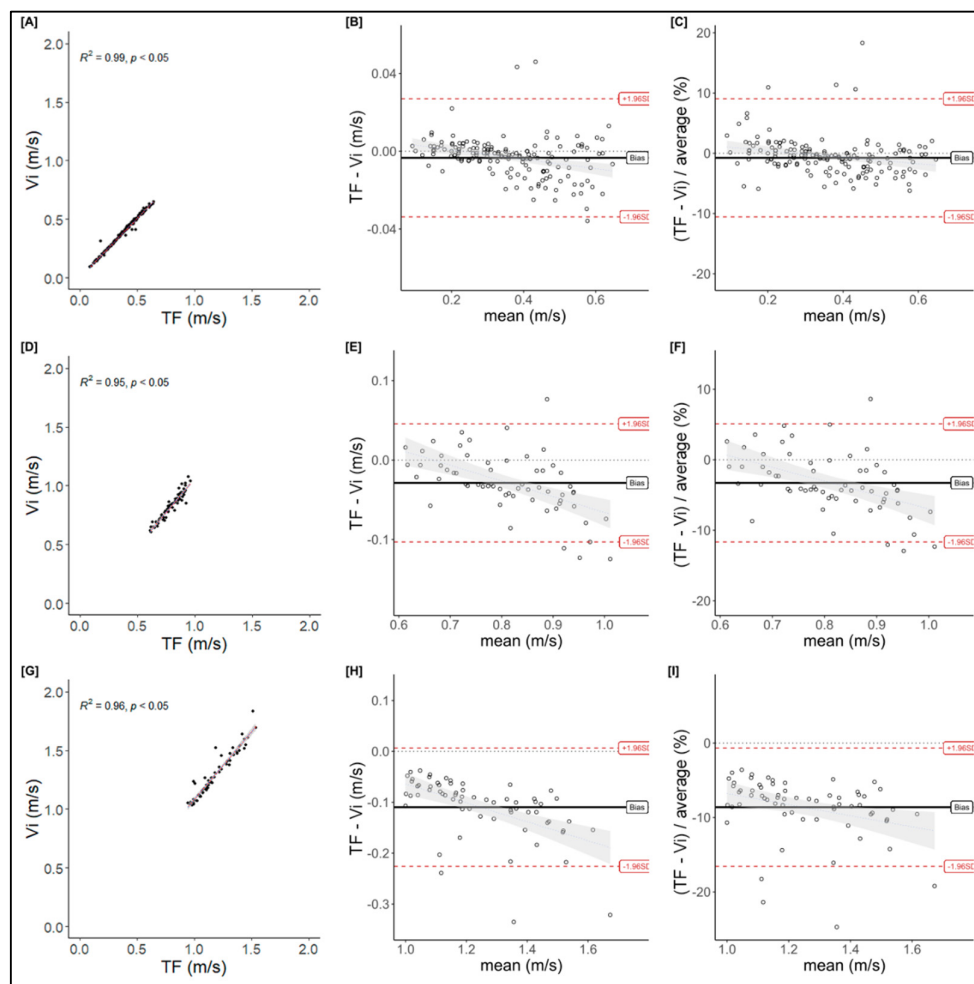 [A]
R² = 0.99, p < 0.05
Vi (m/s)
2.0
1.5
1.0
0.5
0.0
0.0 0.5 1.0 1.5 2.0
TF (m/s)
[B]
TF - Vi (m/s)
0.04
0.00
-0.04
+1.96SD
Bias
-1.96SD
0.2 0.4 0.6
mean (m/s)
[C]
(TF - Vi) / average (%)
20
10
0
-10
-20
+1.96SD
Bias
-1.96SD
0.2 0.4 0.6
mean (m/s)
[D]
R² = 0.95, p < 0.05
Vi (m/s)
2.0
1.5
1.0
0.5
0.0
0.0 0.5 1.0 1.5 2.0
TF (m/s)
[E]
TF - Vi (m/s)
0.1
0.0
-0.1
+1.96SD
Bias
-1.96SD
0.6 0.7 0.8 0.9 1.0
mean (m/s)
[F]
(TF - Vi) / average (%)
10
0
-10
-20
+1.96SD
Bias
-1.96SD
0.6 0.7 0.8 0.9 1.0
mean (m/s)
[G]
R² = 0.96, p < 0.05
Vi (m/s)
2.0
1.5
1.0
0.5
0.0
0.0 0.5 1.0 1.5 2.0
TF (m/s)
[H]
TF - Vi (m/s)
0.1
0.0
-0.1
-0.2
-0.3
+1.96SD
Bias
-1.96SD
1.0 1.2 1.4 1.6
mean (m/s)
[I]
(TF - Vi) / average (%)
0
-10
-20
+1.96SD
Bias
-1.96SD
1.0 1.2 1.4 1.6
mean (m/s)